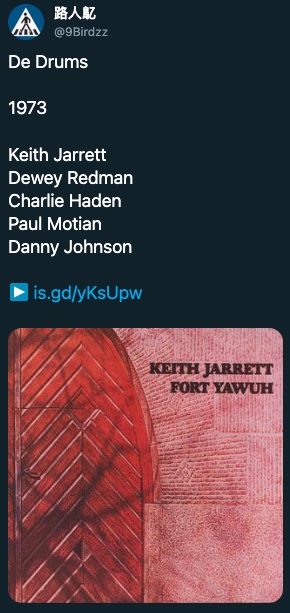 路人髶
@9Birdzz
De Drums
1973
Keith Jarrett
Dewey Redman
Charlie Haden
Paul Motian
Danny Johnson
is.gd/yKsUpw
KEITH JARRETT
FORT YAWUH